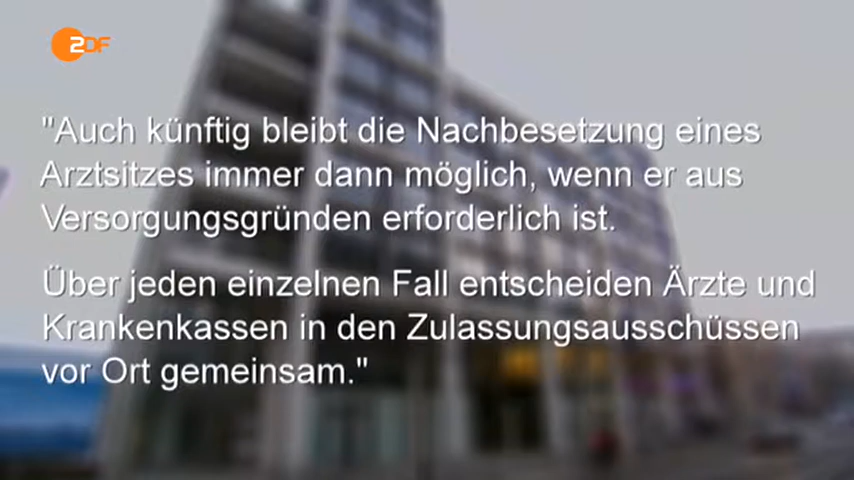 ZDF
"Auch künftig bleibt die Nachbesetzung eines
Arztsitzes immer dann möglich, wenn er aus
Versorgungsgründen erforderlich ist.
Über jeden einzelnen Fall entscheiden Ärzte und
Krankenkassen in den Zulassungsausschüssen
vor Ort gemeinsam."